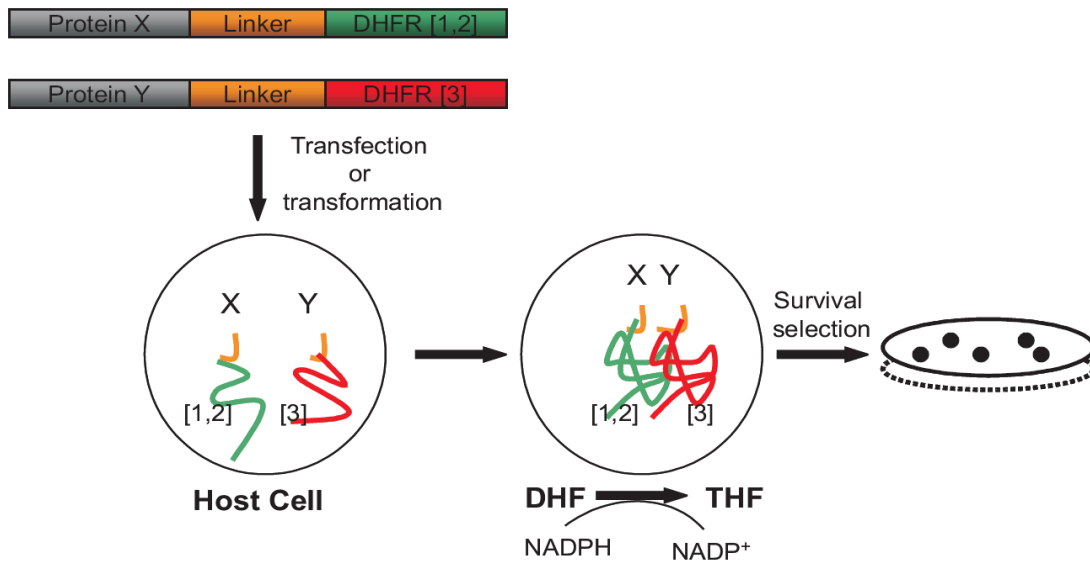 Protein X Linker DHFR [1,2]
Protein Y Linker DHFR [3]
Transfection
or
transformation
X Y
[1,2] [3]
Host Cell
X Y
[1,2] [3]
DHF THF
NADPH NADP⁺
Survival
selection